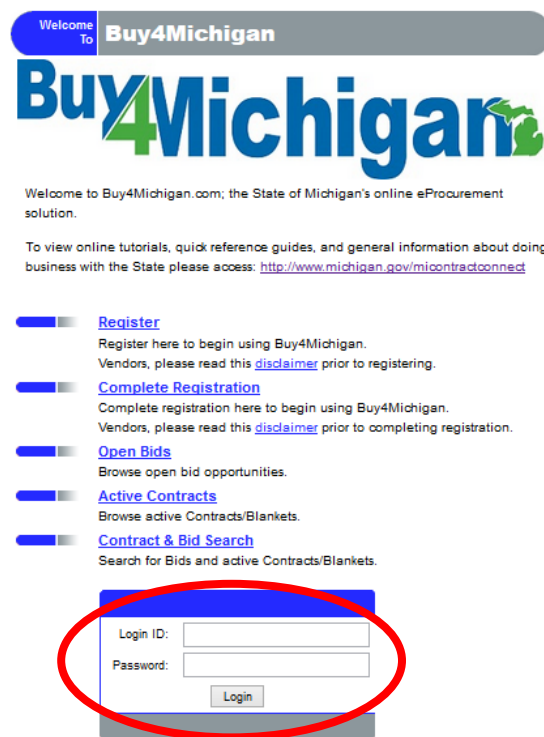 Welcome
To
Buy4Michigan
Buy4Michigan
Welcome to Buy4Michigan.com; the State of Michigan's online eProcurement
solution.
To view online tutorials, quick reference guides, and general information about doing
business with the State please access: http://www.michigan.gov/micontractconnect
Register
Register here to begin using Buy4Michigan.
Vendors, please read this disclaimer prior to registering.
Complete Registration
Complete registration here to begin using Buy4Michigan.
Vendors, please read this disclaimer prior to completing registration.
Open Bids
Browse open bid opportunities.
Active Contracts
Browse active Contracts/Blankets.
Contract & Bid Search
Search for Bids and active Contracts/Blankets.
Login ID:
Password:
Login